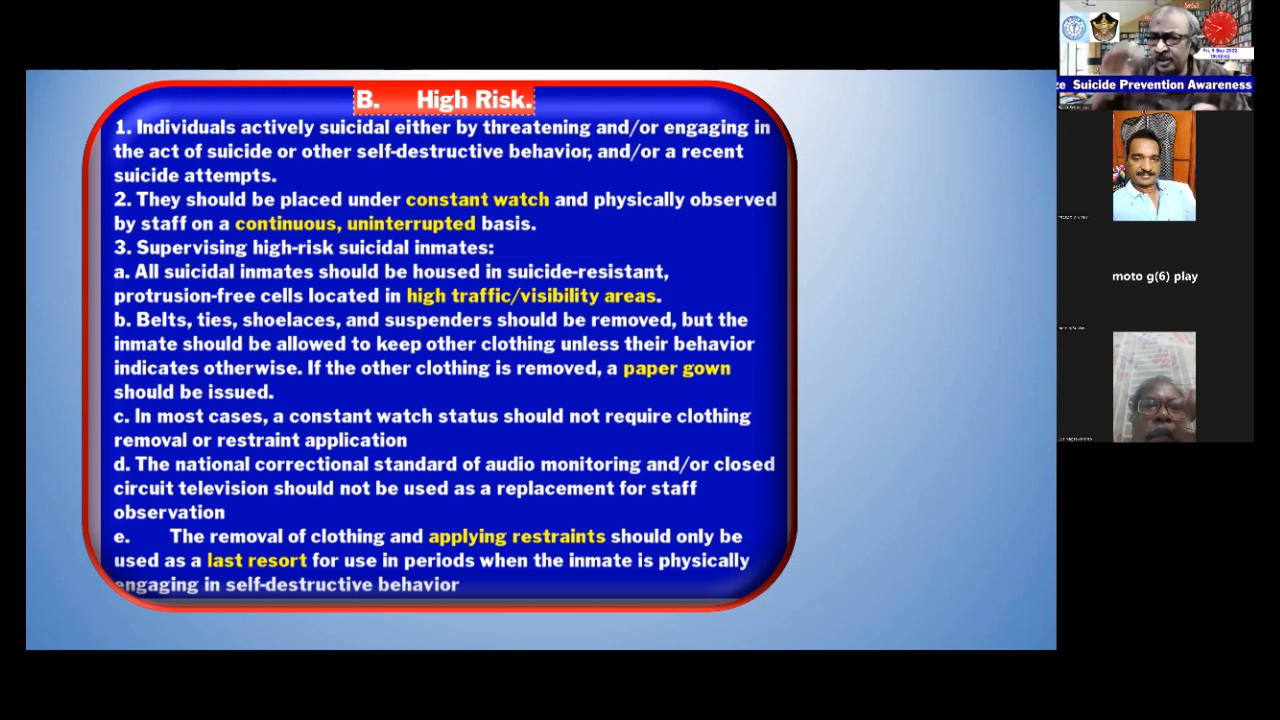 B. High Risk.
1. Individuals actively suicidal either by threatening and/or engaging in
the act of suicide or other self-destructive behavior, and/or a recent
suicide attempts.
2. They should be placed under constant watch and physically observed
by staff on a continuous, uninterrupted basis.
3. Supervising high-risk suicidal inmates:
a. All suicidal inmates should be housed in suicide-resistant,
protrusion-free cells located in high traffic/visibility areas.
b. Belts, ties, shoelaces, and suspenders should be removed, but the
inmate should be allowed to keep other clothing unless their behavior
indicates otherwise. If the other clothing is removed, a paper gown
should be issued.
c. In most cases, a constant watch status should not require clothing
removal or restraint application
d. The national correctional standard of audio monitoring and/or closed
circuit television should not be used as a replacement for staff
observation
e. The removal of clothing and applying restraints should only be
used as a last resort for use in periods when the inmate is physically
engaging in self-destructive behavior
Suicide Prevention Awareness
moto g(6) play